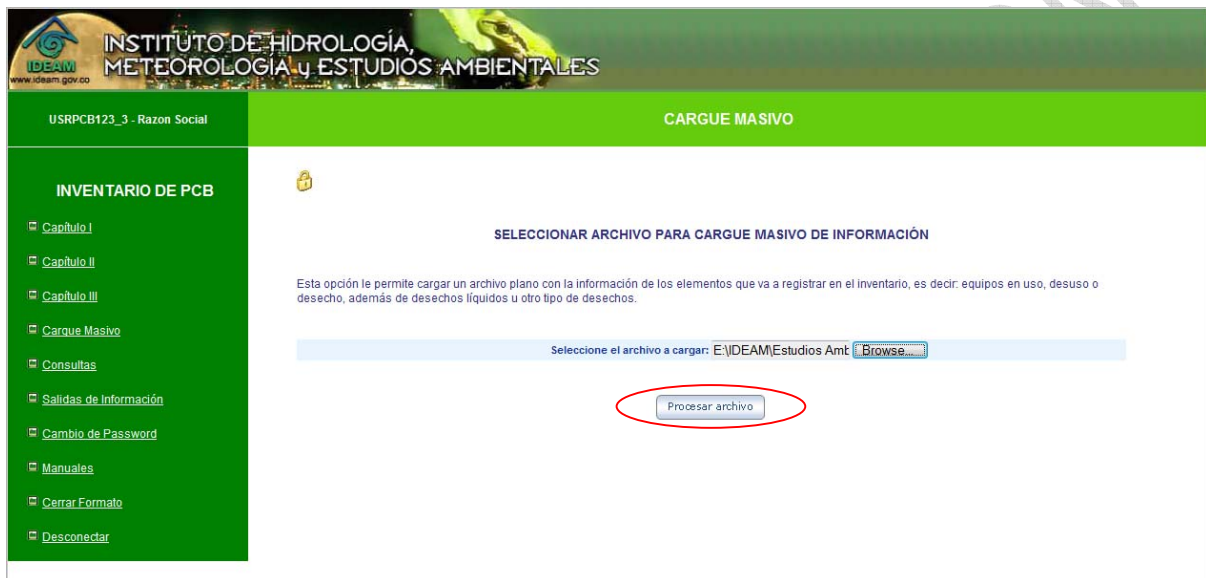 INSTITUTO DE HIDROLOGÍA,
METEOROLOGÍA y ESTUDIOS AMBIENTALES
IDEAM
www.ideam.gov.co
USRPCB123_3 - Razon Social
CARGUE MASIVO
INVENTARIO DE PCB
Capítulo I
Capítulo II
Capítulo III
Cargue Masivo
Consultas
Salidas de Información
Cambio de Password
Manuales
Cerrar Formato
Desconectar
SELECCIONAR ARCHIVO PARA CARGUE MASIVO DE INFORMACIÓN
Esta opción le permite cargar un archivo plano con la información de los elementos que va a registrar en el inventario, es decir: equipos en uso, desuso o
desecho, además de desechos líquidos u otro tipo de desechos.
Seleccione el archivo a cargar: E:\IDEAM\Estudios Amb Browse...
Procesar archivo